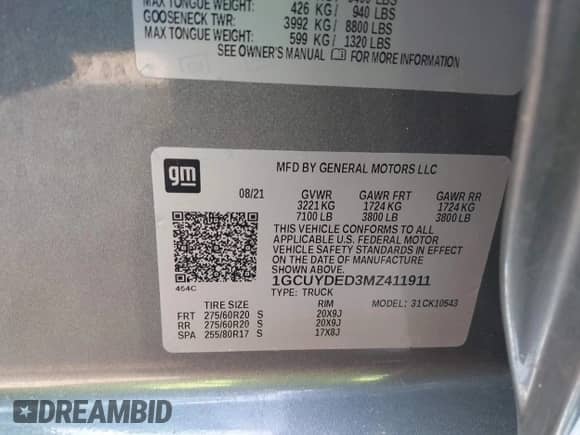 MAX TONGUE WEIGHT: 426 KG/ 940 LBS
GOOSENECK TWR: 3992 KG/ 8800 LBS
MAX TONGUE WEIGHT: 599 KG/ 1320 LBS
SEE OWNER'S MANUAL FOR MORE INFORMATION
gm
MFD BY GENERAL MOTORS LLC
08/21 GVWR GAWR FRT GAWR RR
3221 KG 1724 KG 1724 KG
7100 LB 3800 LB 3800 LB
THIS VEHICLE CONFORMS TO ALL
APPLICABLE U.S. FEDERAL MOTOR
VEHICLE SAFETY STANDARDS IN EFFECT
ON THE DATE OF MANUFACTURE SHOWN
ABOVE.
1GCUYDED3MZ411911
454C
TYPE: TRUCK
MODEL: 31CK10543
TIRE SIZE RIM
FRT 275/60R20 S 20X9J
RR 275/60R20 S 20X9J
SPA 255/80R17 S 17X8J
DREAMBID